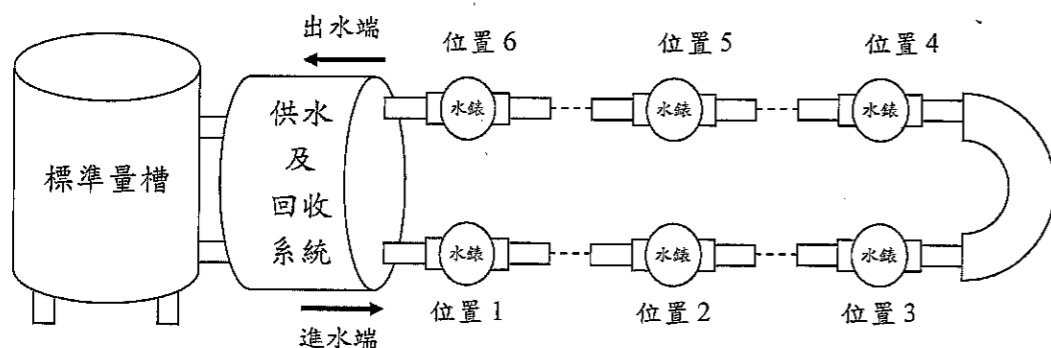 出水端
位置 6
位置 5
位置 4
水錶
水錶
水錶
標準量槽
供水
及
回收
系統
水錶
水錶
水錶
位置 1
位置 2
位置 3
進水端